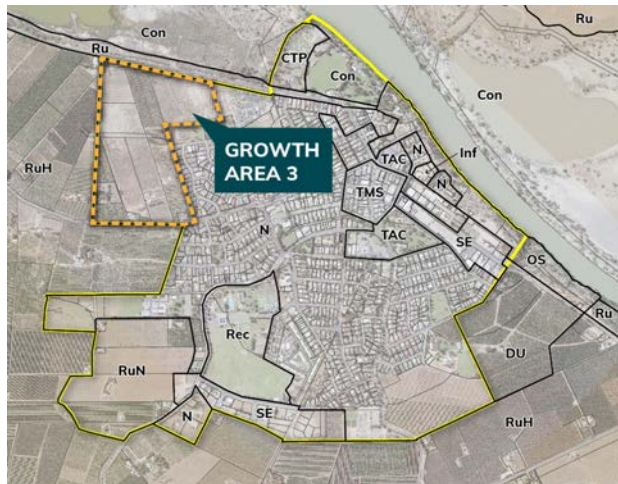 Con
Ru
Ru
Con
CTP
Con
Con
GROWTH
AREA 3
RuH
Inf
N
TAC
N
TMS
N
TAC
SE
OS
Ru
Rec
DU
RuN
N
SE
RuH